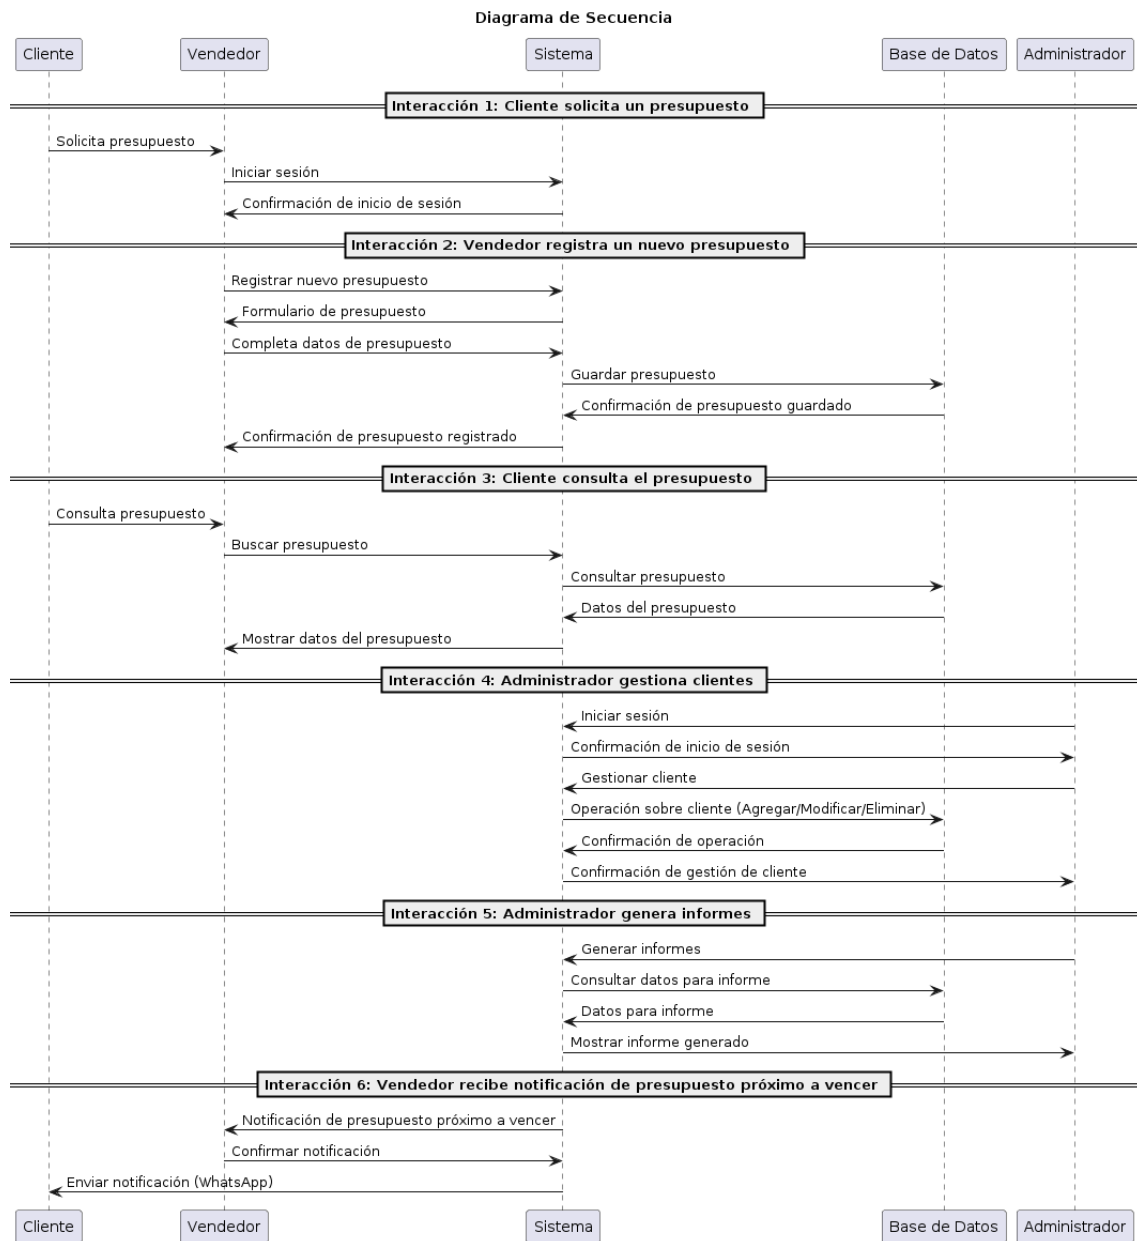 Diagrama de Secuencia
Cliente
Vendedor
Sistema
Base de Datos
Administrador
Interacción 1: Cliente solicita un presupuesto
Solicita presupuesto
Iniciar sesión
Confirmación de inicio de sesión
Interacción 2: Vendedor registra un nuevo presupuesto
Registrar nuevo presupuesto
Formulario de presupuesto
Completa datos de presupuesto
Guardar presupuesto
Confirmación de presupuesto guardado
Confirmación de presupuesto registrado
Interacción 3: Cliente consulta el presupuesto
Consulta presupuesto
Buscar presupuesto
Consultar presupuesto
Datos del presupuesto
Mostrar datos del presupuesto
Interacción 4: Administrador gestiona clientes
Iniciar sesión
Confirmación de inicio de sesión
Gestionar cliente
Operación sobre cliente (Agregar/Modificar/Eliminar)
Confirmación de operación
Confirmación de gestión de cliente
Interacción 5: Administrador genera informes
Generar informes
Consultar datos para informe
Datos para informe
Mostrar informe generado
Interacción 6: Vendedor recibe notificación de presupuesto próximo a vencer
Notificación de presupuesto próximo a vencer
Confirmar notificación
Enviar notificación (WhatsApp)
Cliente
Vendedor
Sistema
Base de Datos
Administrador